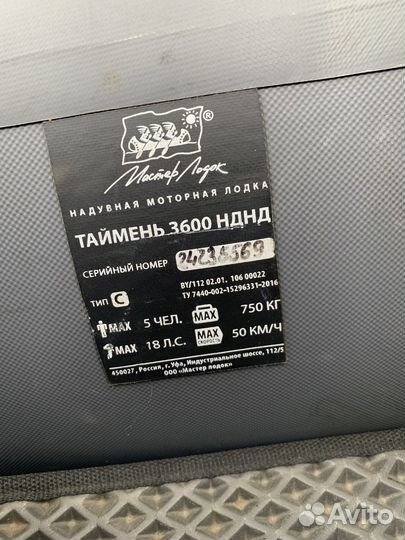 ®
Мастер Лодок
НАДУВНАЯ МОТОРНАЯ ЛОДКА
ТАЙМЕНЬ 3600 НДНД
СЕРИЙНЫЙ НОМЕР
BY/112 02.01. 106 00022
ТУ 7440-002-15296331-2016
ТИП C
MAX 5 ЧЕЛ. MAX 750 КГ
MAX 18 Л.С. MAX СКОРОСТЬ 50 КМ/Ч
450027, Россия, г. Уфа, Индустриальное шоссе, 112/5
ООО «Мастер лодок»
Avito